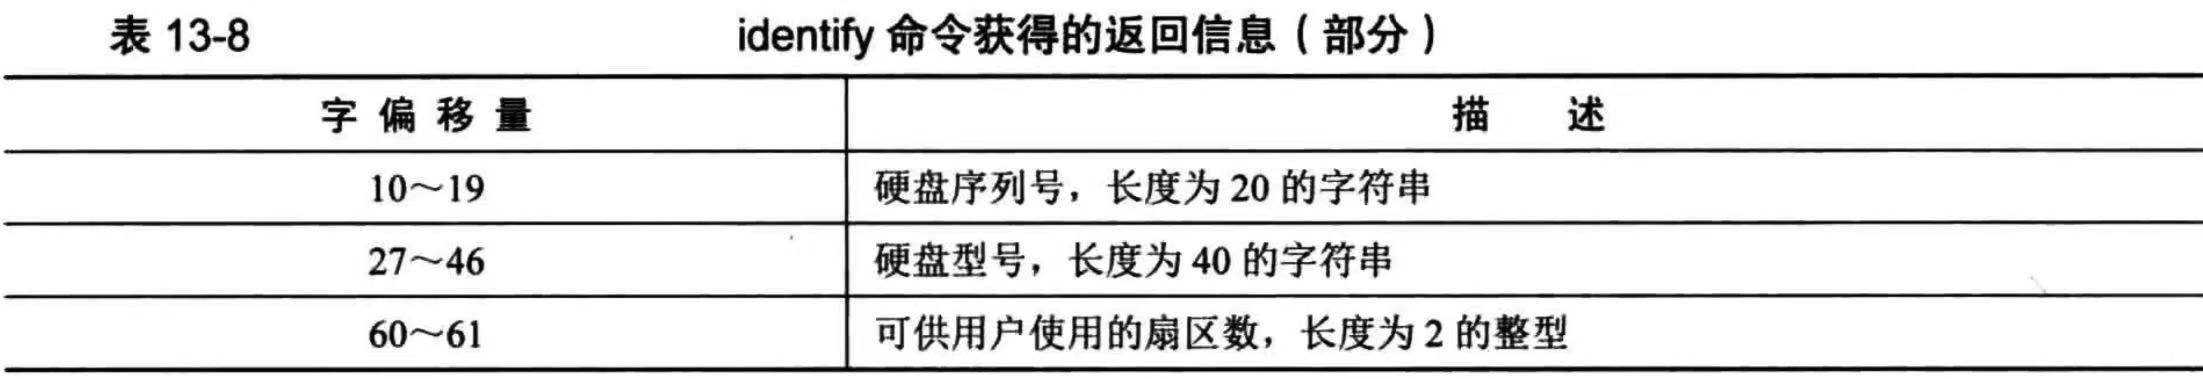 表 13-8 identify 命令获得的返回信息（部分）
字 偏 移 量 描 述
10～19 硬盘序列号，长度为 20 的字符串
27～46 硬盘型号，长度为 40 的字符串
60～61 可供用户使用的扇区数，长度为 2 的整型